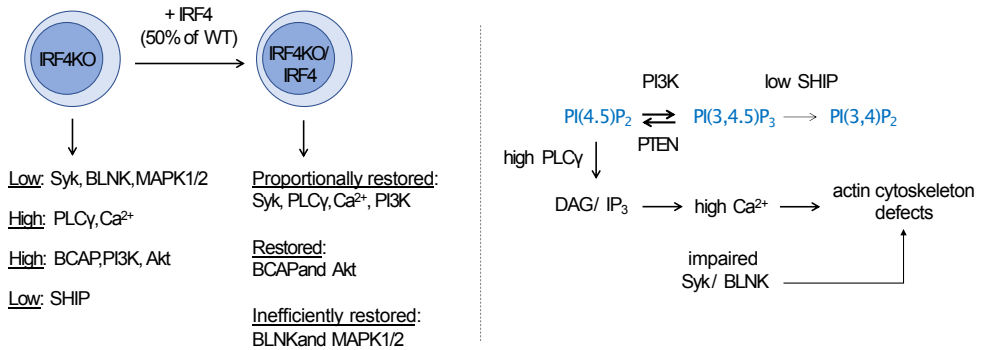 + IRF4
(50% of WT)
IRF4KO
IRF4KO/
IRF4
Low: Syk, BLNK,MAPK1/2
High: PLCγ,Ca²⁺
High: BCAP,PI3K, Akt
Low: SHIP
Proportionally restored:
Syk, PLCγ,Ca²⁺, PI3K
Restored:
BCAPand Akt
Inefficiently restored:
BLNKand MAPK1/2
PI3K
low SHIP
PI(4.5)P₂
PI(3,4.5)P₃
PI(3,4)P₂
PTEN
high PLCγ
DAG/ IP₃
high Ca²⁺
actin cytoskeleton
defects
impaired
Syk/ BLNK